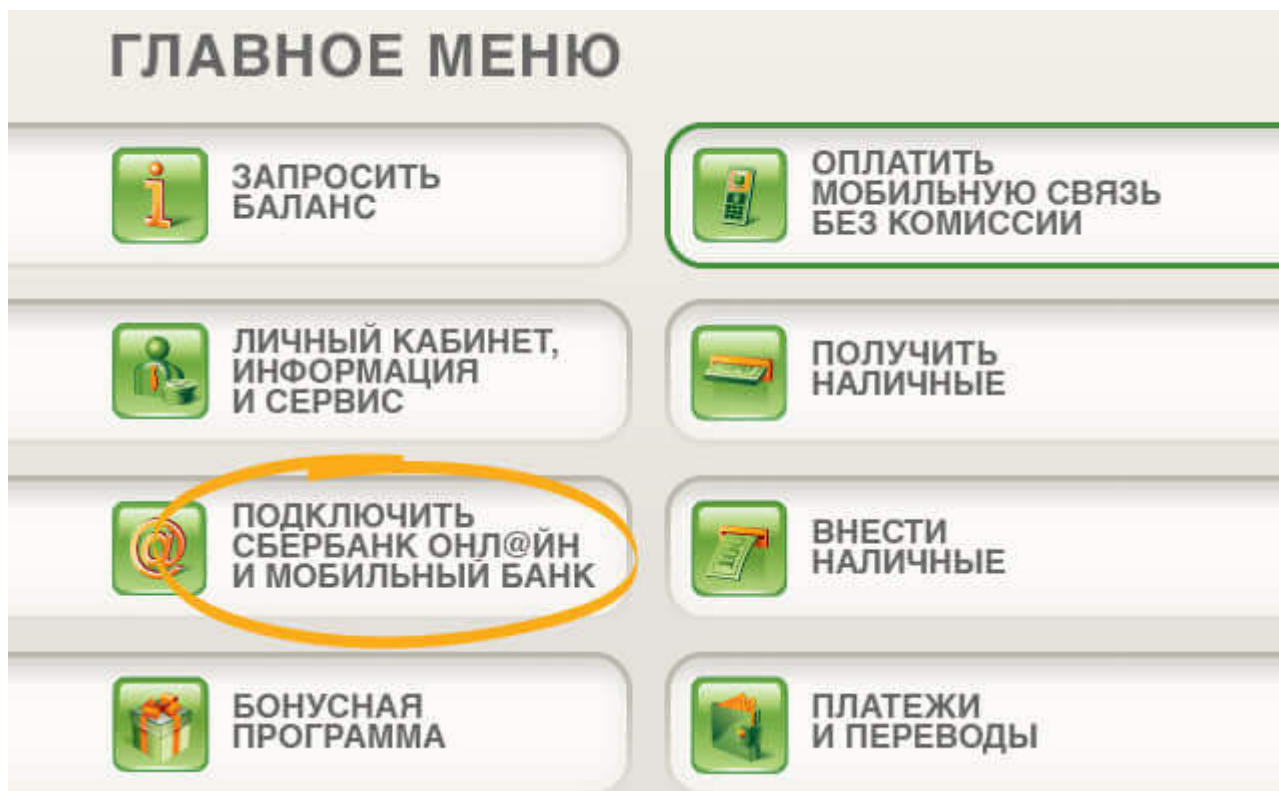 ГЛАВНОЕ МЕНЮ
ЗАПРОСИТЬ
БАЛАНС
ОПЛАТИТЬ
МОБИЛЬНУЮ СВЯЗЬ
БЕЗ КОМИССИИ
ЛИЧНЫЙ КАБИНЕТ,
ИНФОРМАЦИЯ
И СЕРВИС
ПОЛУЧИТЬ
НАЛИЧНЫЕ
ПОДКЛЮЧИТЬ
СБЕРБАНК ОНЛ@ЙН
И МОБИЛЬНЫЙ БАНК
ВНЕСТИ
НАЛИЧНЫЕ
БОНУСНАЯ
ПРОГРАММА
ПЛАТЕЖИ
И ПЕРЕВОДЫ